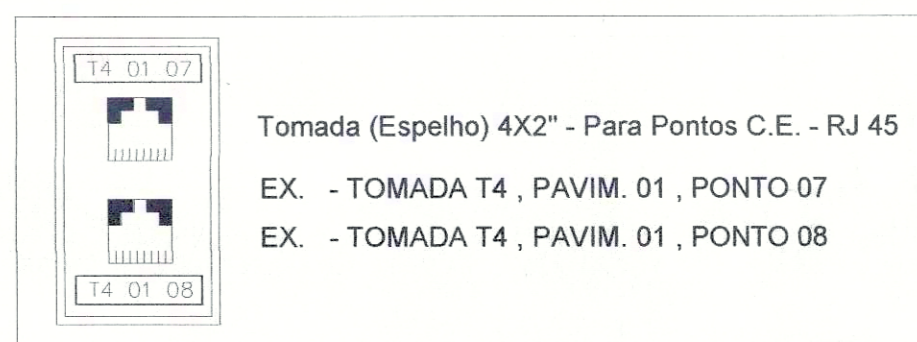 T4 01 07
Tomada (Espelho) 4X2" - Para Pontos C.E. - RJ 45
EX. - TOMADA T4 , PAVIM. 01 , PONTO 07
EX. - TOMADA T4 , PAVIM. 01 , PONTO 08
T4 01 08